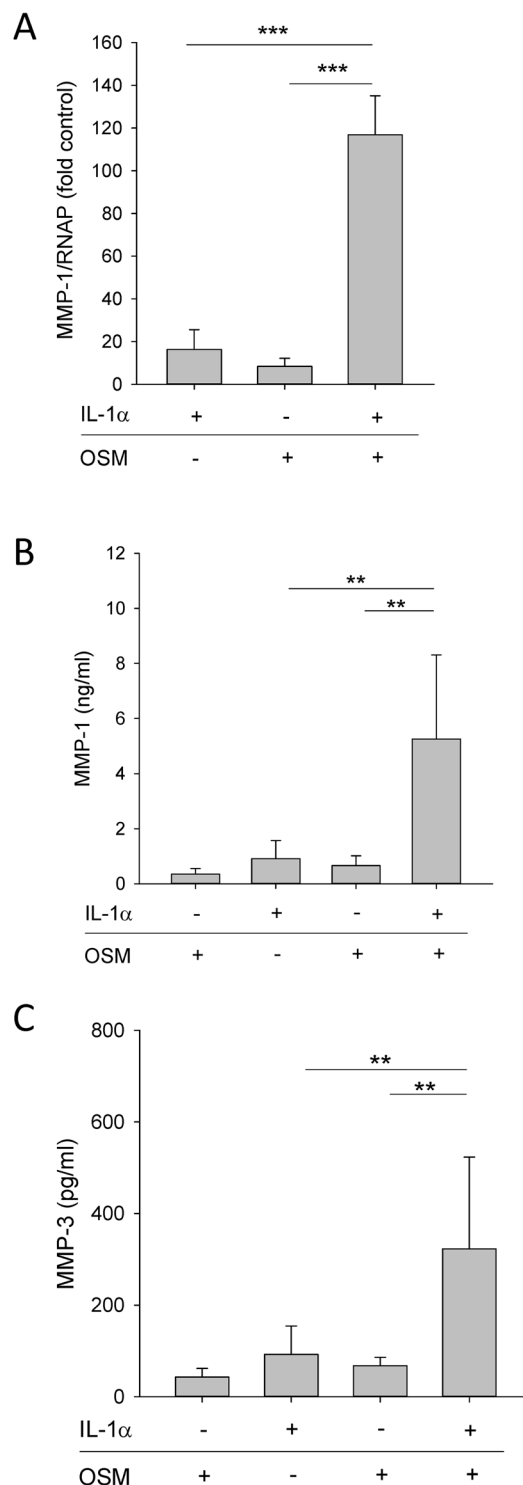 A
MMP-1/RNAP (fold control)
160
140
120
100
80
60
40
20
0
***
***
IL-1α + - +
OSM - + +
B
MMP-1 (ng/ml)
12
10
8
6
4
2
0
**
**
IL-1α - + - +
OSM + - + +
C
MMP-3 (pg/ml)
800
600
400
200
0
**
**
IL-1α - + - +
OSM + - + +